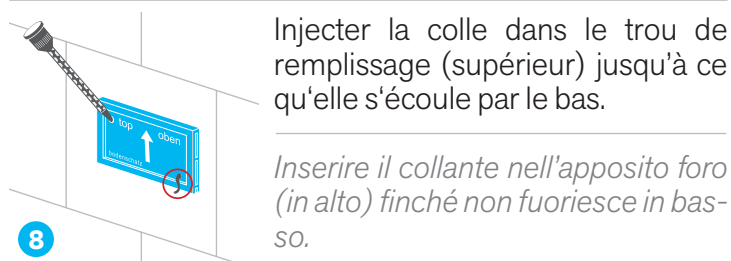 Injecter la colle dans le trou de
remplissage (supérieur) jusqu'à ce
qu‘elle s‘écoule par le bas.
Inserire il collante nell'apposito foro
(in alto) finché non fuoriesce in bas-
so.
top oben
bodenschatz
8